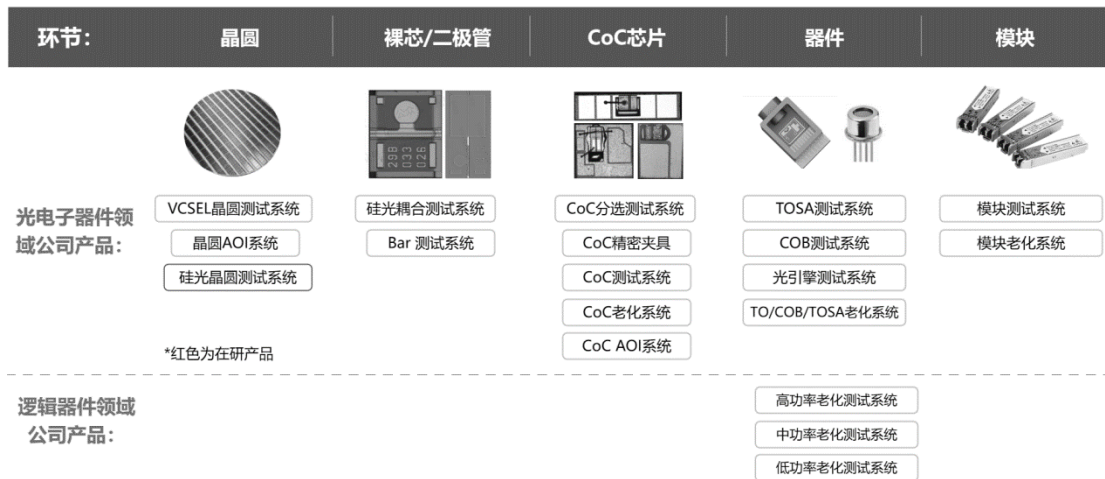 环节： 晶圆 裸芯/二极管 CoC芯片 器件 模块
光电子器件领
域公司产品：
VCSEL晶圆测试系统 硅光耦合测试系统 CoC分选测试系统 TOSA测试系统 模块测试系统
晶圆AOI系统 Bar 测试系统 CoC精密夹具 COB测试系统 模块老化系统
硅光晶圆测试系统 CoC测试系统 光引擎测试系统
CoC老化系统 TO/COB/TOSA老化系统
CoC AOI系统
*红色为在研产品
逻辑器件领域
公司产品：
高功率老化测试系统
中功率老化测试系统
低功率老化测试系统